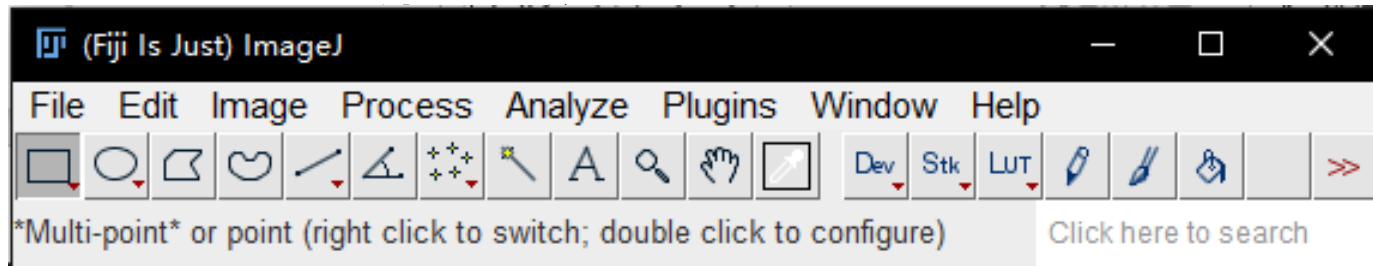 (Fiji Is Just) ImageJ
File Edit Image Process Analyze Plugins Window Help
A Dev Stk LUT >>
*Multi-point* or point (right click to switch; double click to configure) Click here to search